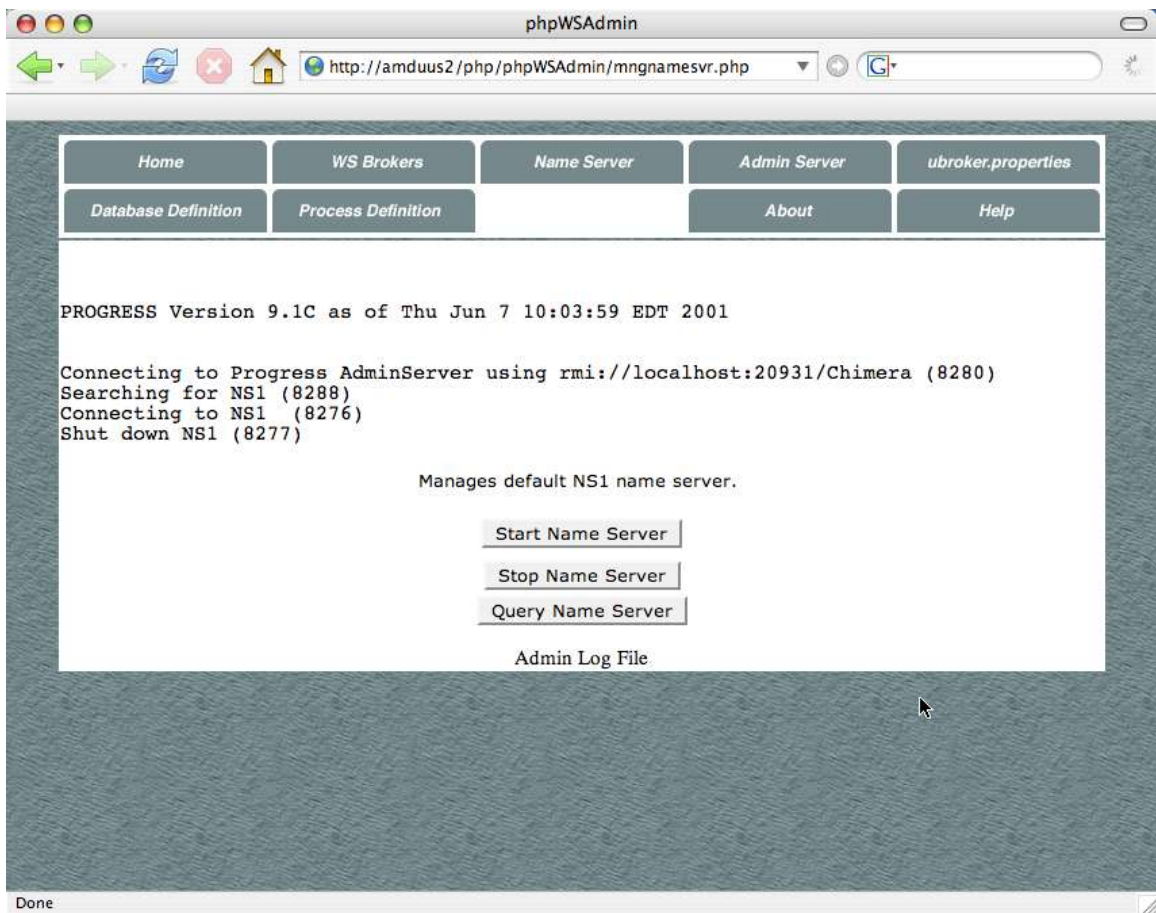 phpWSAdmin
http://amduus2/php/phpWSAdmin/mngnamesvr.php
G
Home
WS Brokers
Name Server
Admin Server
ubroker.properties
Database Definition
Process Definition
About
Help
PROGRESS Version 9.1C as of Thu Jun 7 10:03:59 EDT 2001
Connecting to Progress AdminServer using rmi://localhost:20931/Chimera (8280)
Searching for NS1 (8288)
Connecting to NS1  (8276)
Shut down NS1 (8277)
Manages default NS1 name server.
Start Name Server
Stop Name Server
Query Name Server
Admin Log File
Done